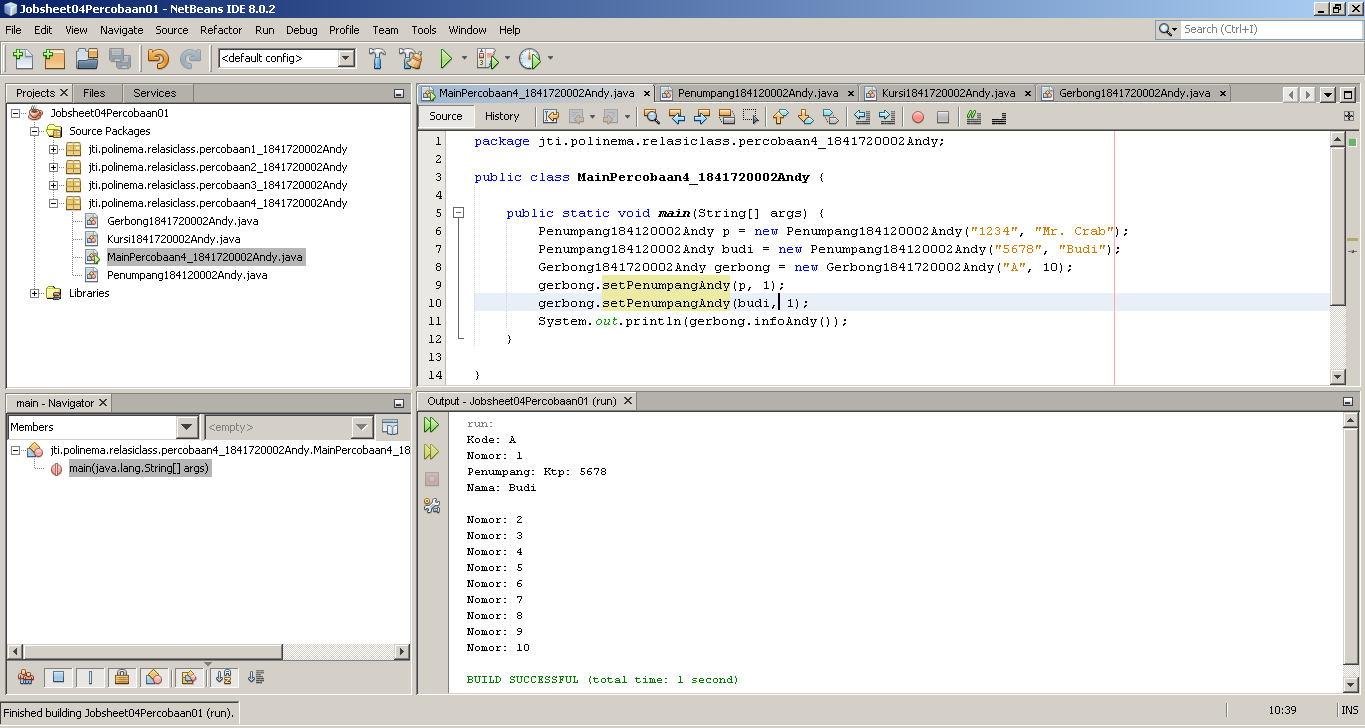 Jobsheet04Percobaan01 - NetBeans IDE 8.0.2
File Edit View Navigate Source Refactor Run Debug Profile Team Tools Window Help
Search (Ctrl+I)
<default config>
Projects Files Services
Jobsheet04Percobaan01
Source Packages
jti.polinema.relasiclass.percobaan1_1841720002Andy
jti.polinema.relasiclass.percobaan2_1841720002Andy
jti.polinema.relasiclass.percobaan3_1841720002Andy
jti.polinema.relasiclass.percobaan4_1841720002Andy
Gerbong1841720002Andy.java
Kursi1841720002Andy.java
MainPercobaan4_1841720002Andy.java
Penumpang184120002Andy.java
Libraries
main - Navigator
Members
<empty>
jti.polinema.relasiclass.percobaan4_1841720002Andy.MainPercobaan4_18
main(java.lang.String[] args)
MainPercobaan4_1841720002Andy.java Penumpang184120002Andy.java Kursi1841720002Andy.java Gerbong1841720002Andy.java
Source History
1 package jti.polinema.relasiclass.percobaan4_1841720002Andy;
2
3 public class MainPercobaan4_1841720002Andy {
4
5 public static void main(String[] args) {
6 Penumpang184120002Andy p = new Penumpang184120002Andy("1234", "Mr. Crab");
7 Penumpang184120002Andy budi = new Penumpang184120002Andy("5678", "Budi");
8 Gerbong1841720002Andy gerbong = new Gerbong1841720002Andy("A", 10);
9 gerbong.setPenumpangAndy(p, 1);
10 gerbong.setPenumpangAndy(budi, 1);
11 System.out.println(gerbong.infoAndy());
12 }
13
14 }
Output - Jobsheet04Percobaan01 (run)
run:
Kode: A
Nomor: 1
Penumpang: Ktp: 5678
Nama: Budi
Nomor: 2
Nomor: 3
Nomor: 4
Nomor: 5
Nomor: 6
Nomor: 7
Nomor: 8
Nomor: 9
Nomor: 10
BUILD SUCCESSFUL (total time: 1 second)
Finished building Jobsheet04Percobaan01 (run).
10:39 INS